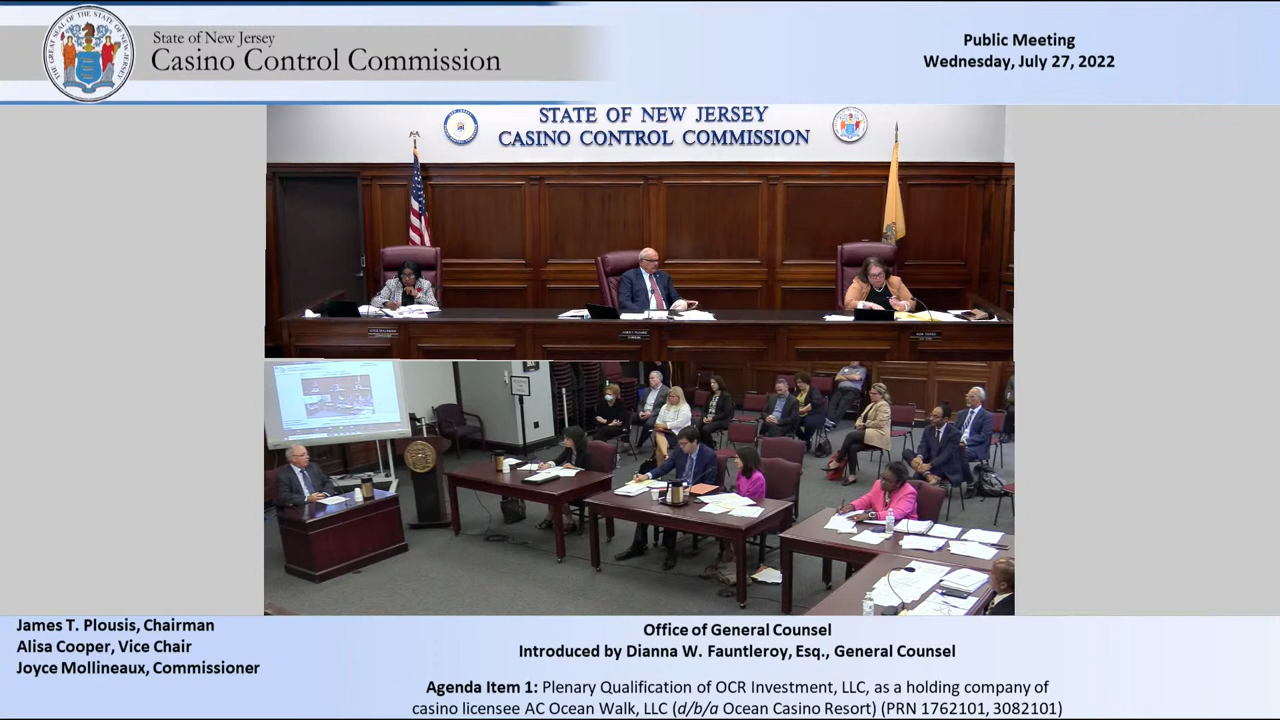 State of New Jersey
Casino Control Commission
Public Meeting
Wednesday, July 27, 2022
STATE OF NEW JERSEY
CASINO CONTROL COMMISSION
James T. Plousis, Chairman
Alisa Cooper, Vice Chair
Joyce Mollineaux, Commissioner
Office of General Counsel
Introduced by Dianna W. Fauntleroy, Esq., General Counsel
Agenda Item 1: Plenary Qualification of OCR Investment, LLC, as a holding company of
casino licensee AC Ocean Walk, LLC (d/b/a Ocean Casino Resort) (PRN 1762101, 3082101)